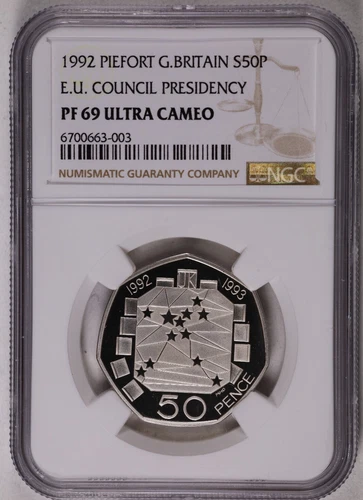 1992 PIEFORT G.BRITAIN S50P
E.U. COUNCIL PRESIDENCY
PF 69 ULTRA CAMEO
6700663-003
NUMISMATIC GUARANTY COMPANY
NGC
1992 UK 1993
50 PENCE